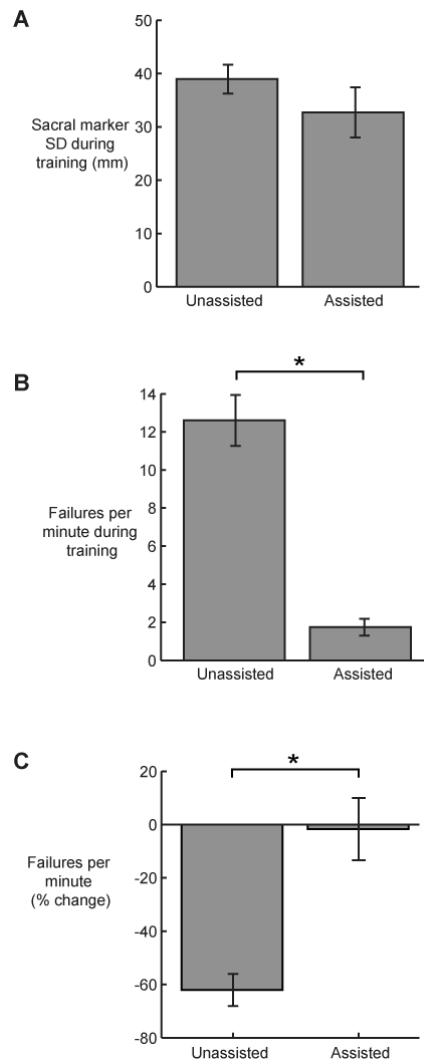 A
Sacral marker
SD during
training (mm)
50
40
30
20
10
0
Unassisted
Assisted
B
*
Failures per
minute during
training
14
12
10
8
6
4
2
0
Unassisted
Assisted
C
*
Failures per
minute
(% change)
20
0
-20
-40
-60
-80
Unassisted
Assisted